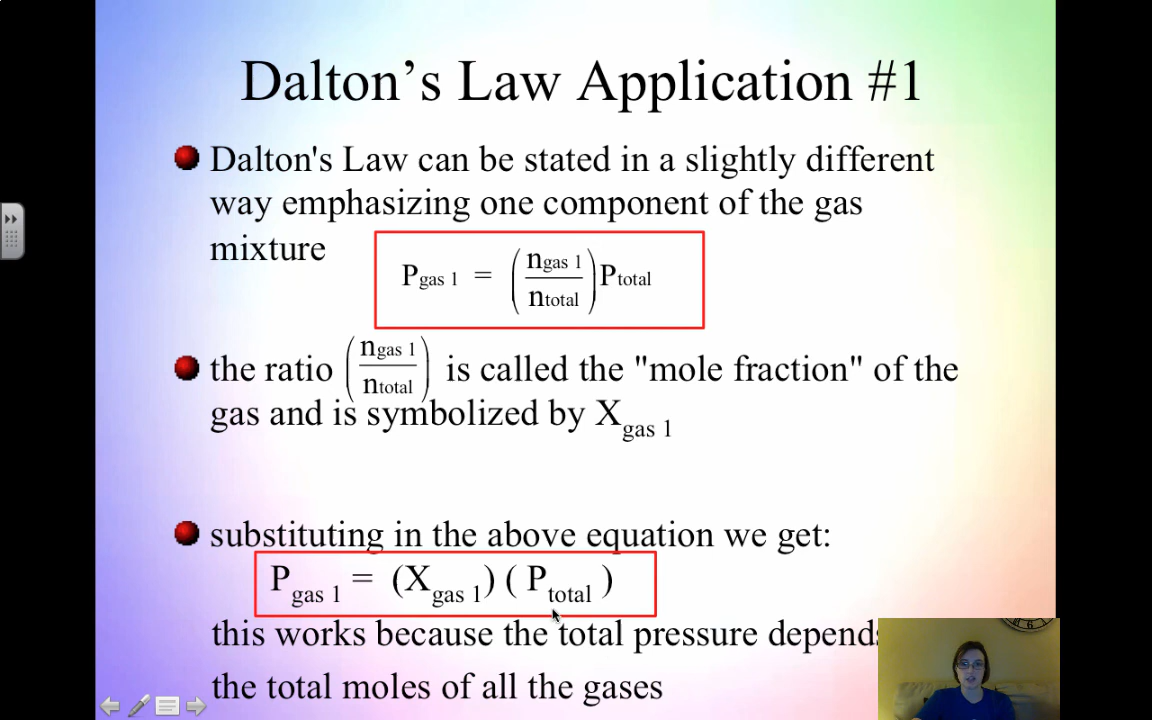 Dalton's Law Application #1
Dalton's Law can be stated in a slightly different
way emphasizing one component of the gas
mixture
P gas 1 = (n gas 1 / n total) P total
the ratio (n gas 1 / n total) is called the "mole fraction" of the
gas and is symbolized by X gas 1
substituting in the above equation we get:
P gas 1 = (X gas 1) ( P total )
this works because the total pressure depends
the total moles of all the gases